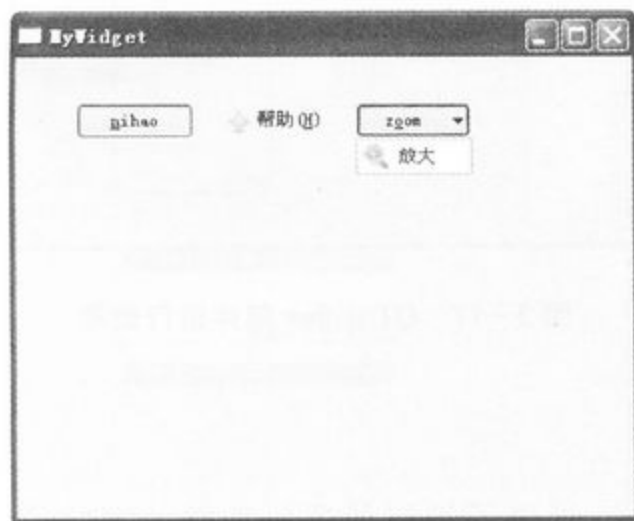 MyWidget
nihao
帮助(H)
zoom
放大